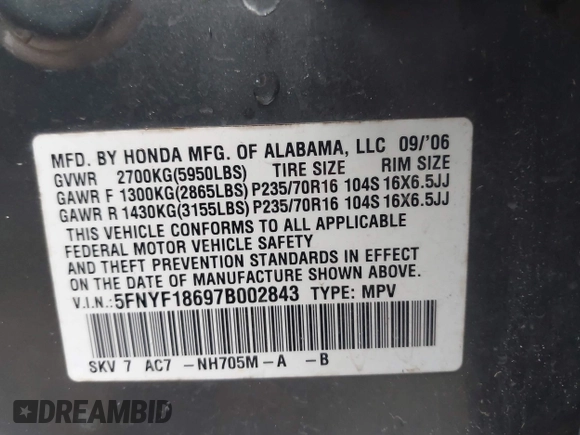 MFD. BY HONDA MFG. OF ALABAMA, LLC 09/'06
GVWR 2700KG(5950LBS) TIRE SIZE RIM SIZE
GAWR F 1300KG(2865LBS) P235/70R16 104S 16X6.5JJ
GAWR R 1430KG(3155LBS) P235/70R16 104S 16X6.5JJ
THIS VEHICLE CONFORMS TO ALL APPLICABLE
FEDERAL MOTOR VEHICLE SAFETY
AND THEFT PREVENTION STANDARDS IN EFFECT
ON THE DATE OF MANUFACTURE SHOWN ABOVE.
V.I.N.:5FNYF18697B002843 TYPE: MPV
SKV 7 AC7 -NH705M-A -B
DREAMBID